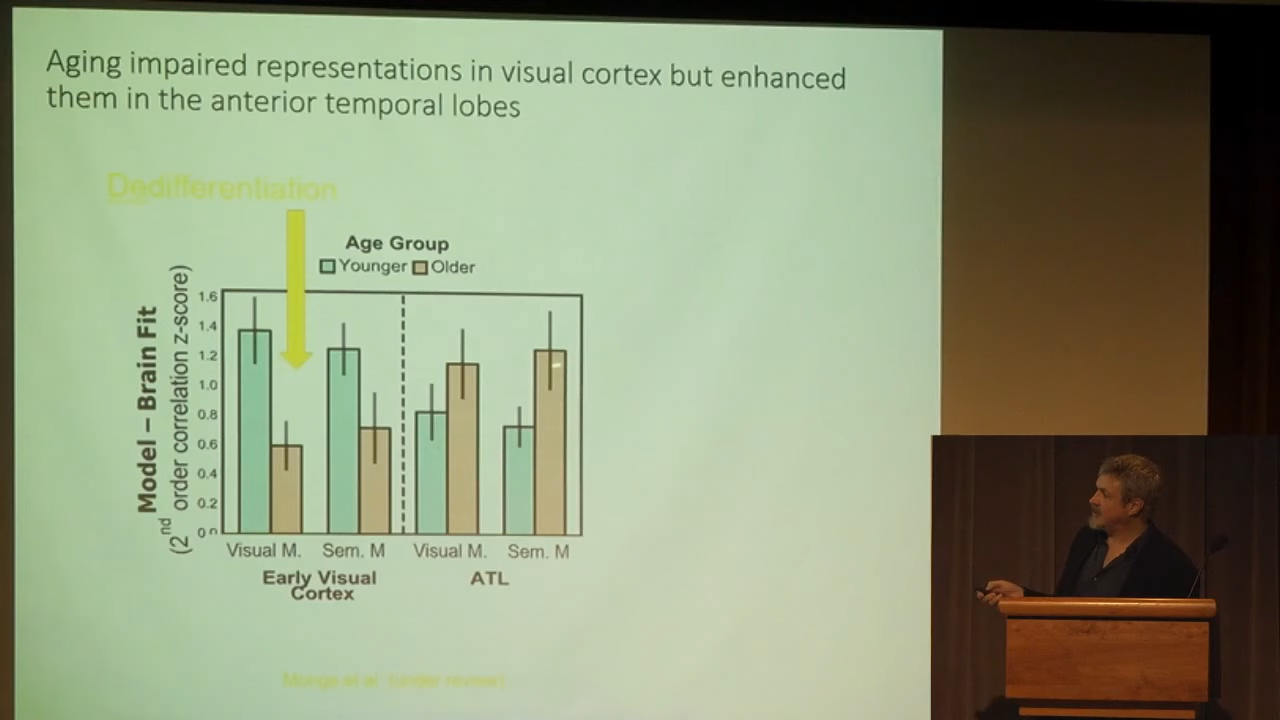 Aging impaired representations in visual cortex but enhanced
them in the anterior temporal lobes
Dedifferentiation
Age Group
Younger Older
Model – Brain Fit
(2nd order correlation z-score)
1.6
1.4
1.2
1.0
0.8
0.6
0.4
0.2
Visual M. Sem. M Visual M. Sem. M
Early Visual
Cortex
ATL
Monge et al. (under review)